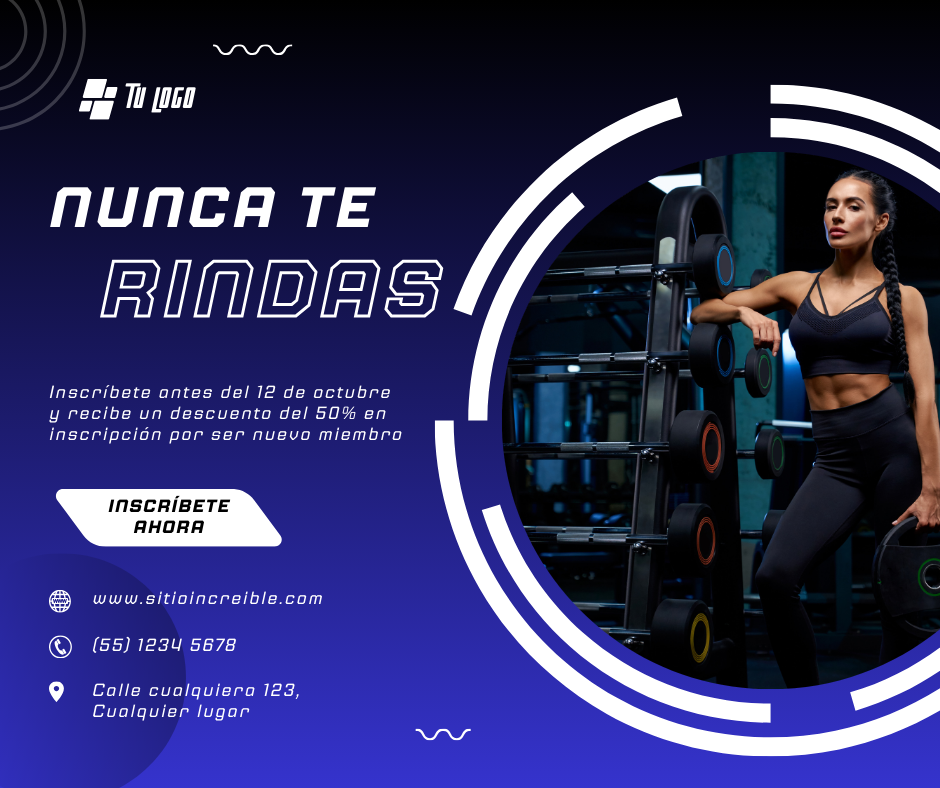 Tu Logo
NUNCA TE
RINDAS
Inscríbete antes del 12 de octubre
y recibe un descuento del 50% en
inscripción por ser nuevo miembro
INSCRÍBETE
AHORA
www.sitioincreible.com
(55) 1234 5678
Calle cualquiera 123,
Cualquier lugar